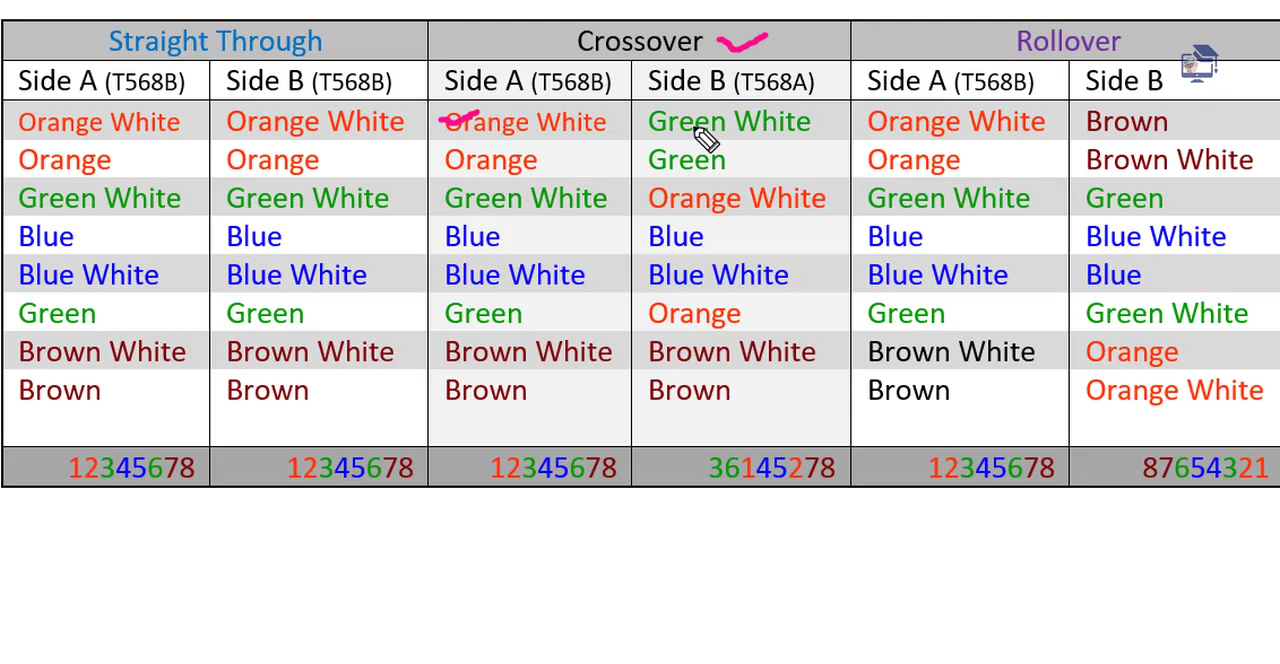 Straight Through Crossover Rollover
Side A (T568B) Side B (T568B) Side A (T568B) Side B (T568A) Side A (T568B) Side B
Orange White Orange White Orange White Green White Orange White Brown
Orange Orange Orange Green Orange Brown White
Green White Green White Green White Orange White Green White Green
Blue Blue Blue Blue Blue Blue White
Blue White Blue White Blue White Blue White Blue White Blue
Green Green Green Orange Green Green White
Brown White Brown White Brown White Brown White Brown White Orange
Brown Brown Brown Brown Brown Orange White
12345678 12345678 12345678 36145278 12345678 87654321